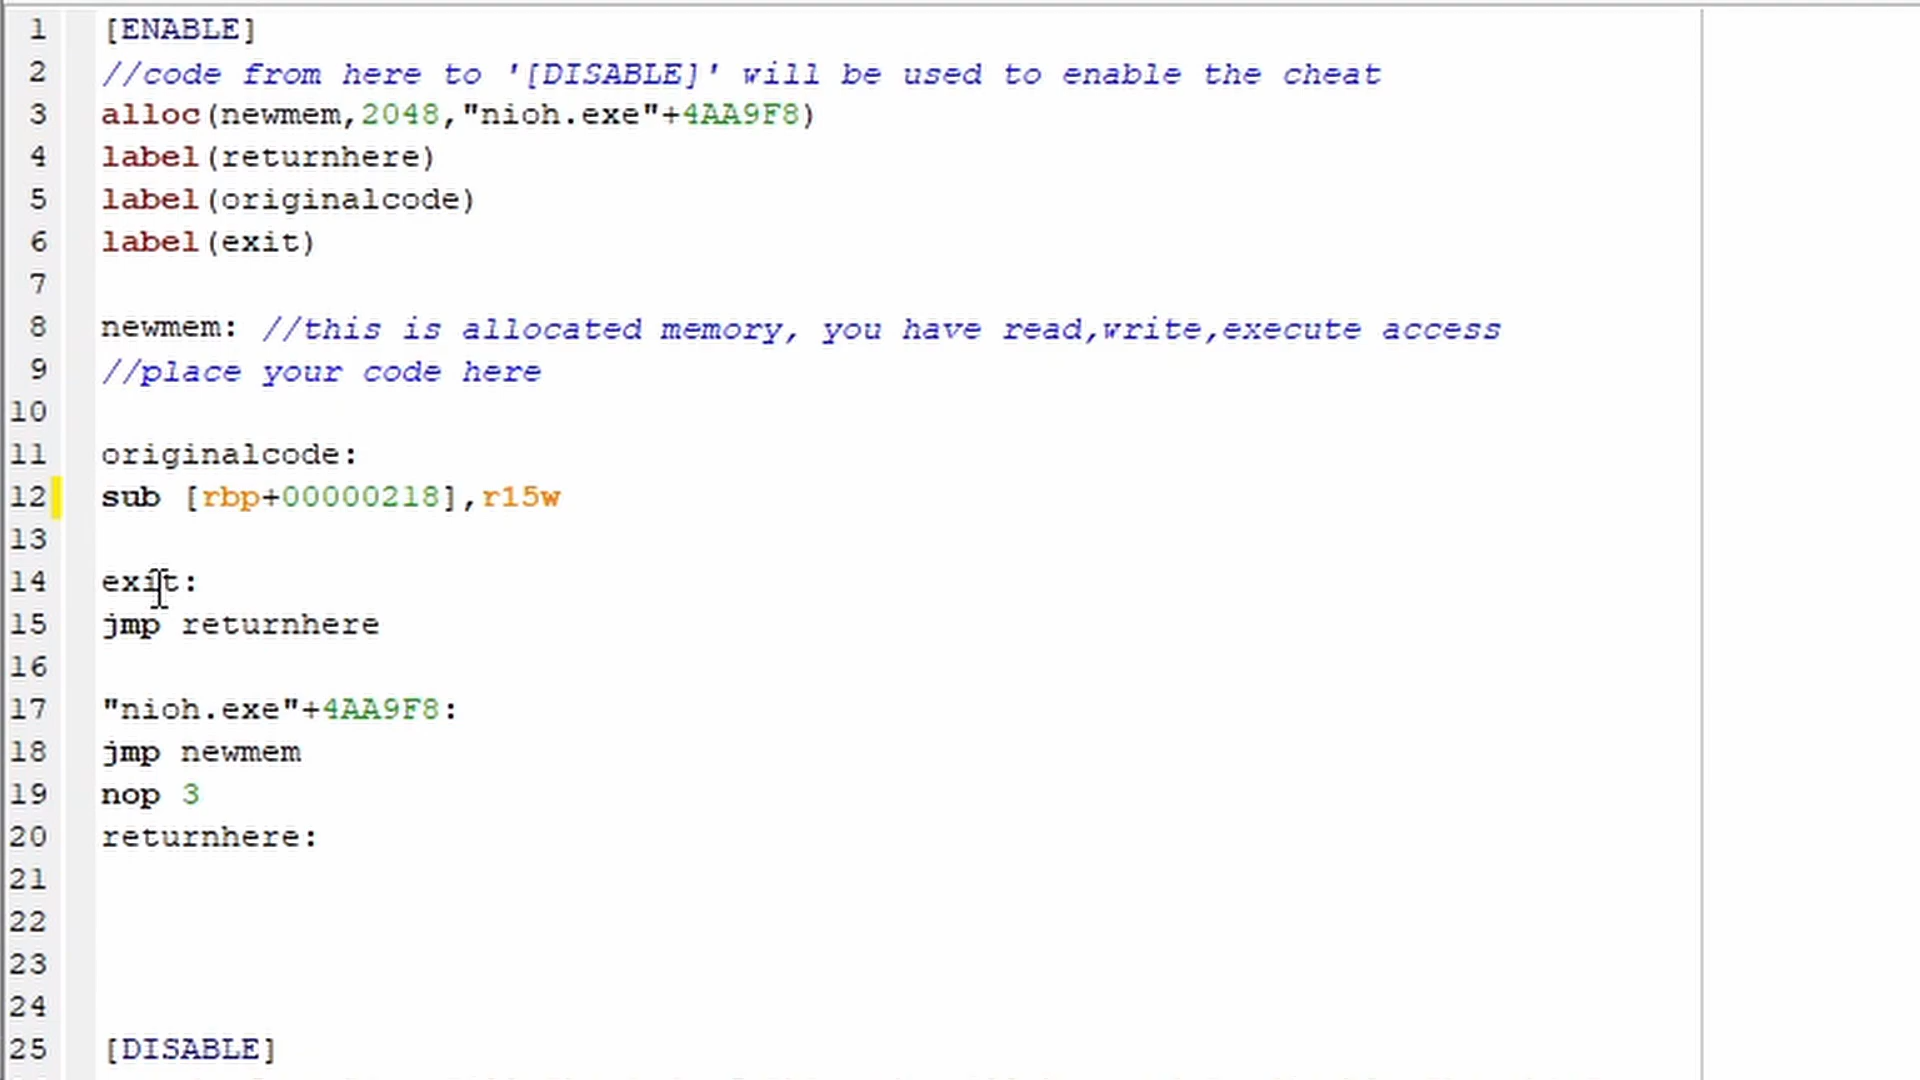 1 [ENABLE]
2 //code from here to '[DISABLE]' will be used to enable the cheat
3 alloc(newmem,2048,"nioh.exe"+4AA9F8)
4 label(returnhere)
5 label(originalcode)
6 label(exit)
7
8 newmem: //this is allocated memory, you have read,write,execute access
9 //place your code here
10
11 originalcode:
12 sub [rbp+00000218],r15w
13
14 exit:
15 jmp returnhere
16
17 "nioh.exe"+4AA9F8:
18 jmp newmem
19 nop 3
20 returnhere:
21
22
23
24
25 [DISABLE]